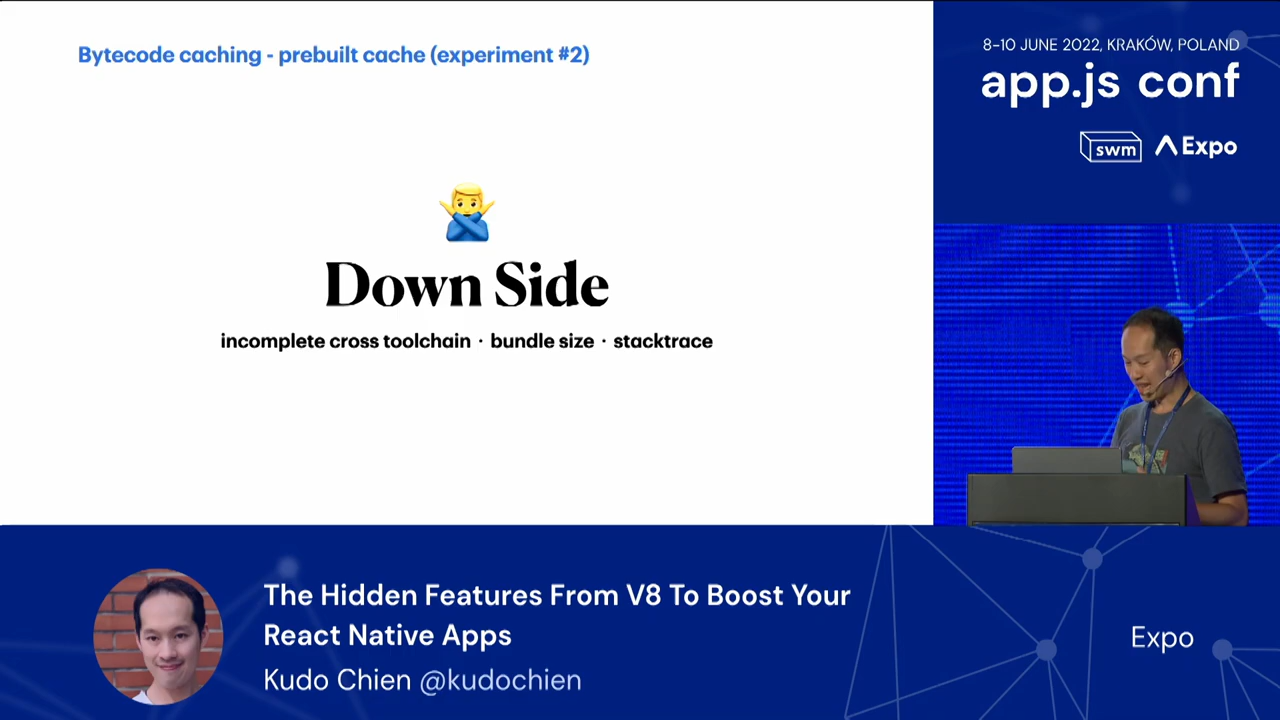 Bytecode caching - prebuilt cache (experiment #2)
Down Side
incomplete cross toolchain · bundle size · stacktrace
8-10 JUNE 2022, KRAKÓW, POLAND
app.js conf
swm Expo
The Hidden Features From V8 To Boost Your
React Native Apps
Kudo Chien @kudochien
Expo